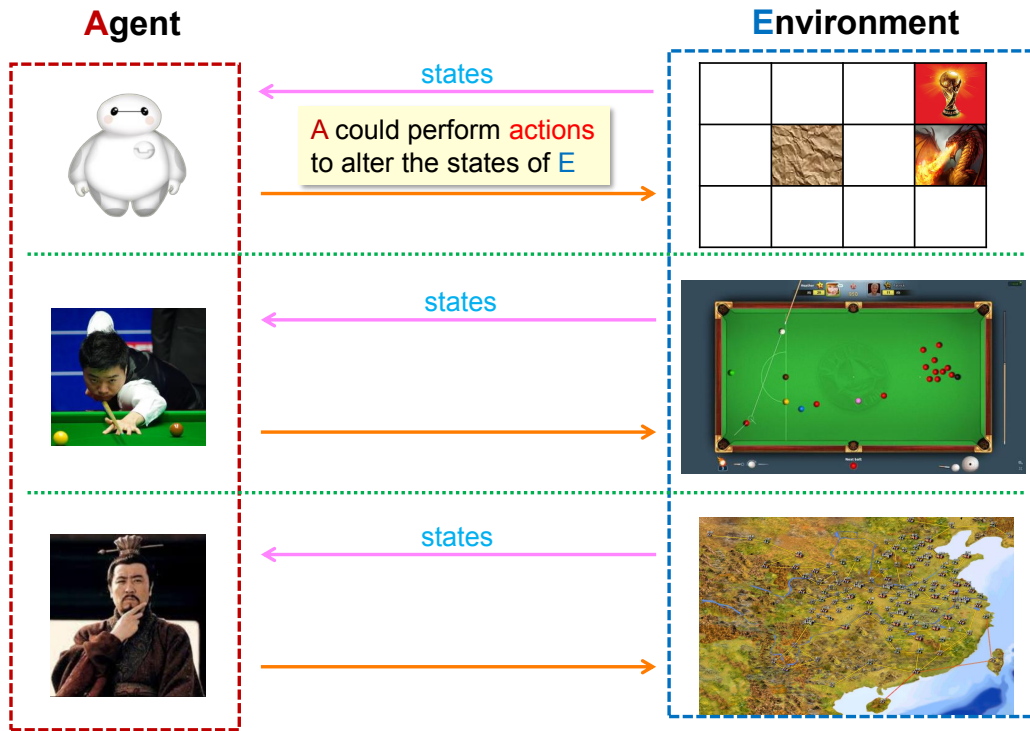 Agent
Environment
states
A could perform actions
to alter the states of E
states
states